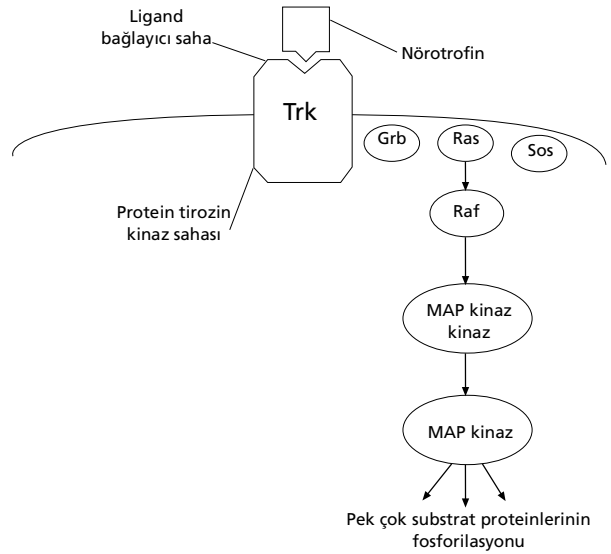 Ligand
bağlayıcı saha
Nörotrofin
Trk
Grb
Ras
Sos
Protein tirozin
kinaz sahası
Raf
MAP kinaz
kinaz
MAP kinaz
Pek çok substrat proteinlerinin
fosforilasyonu